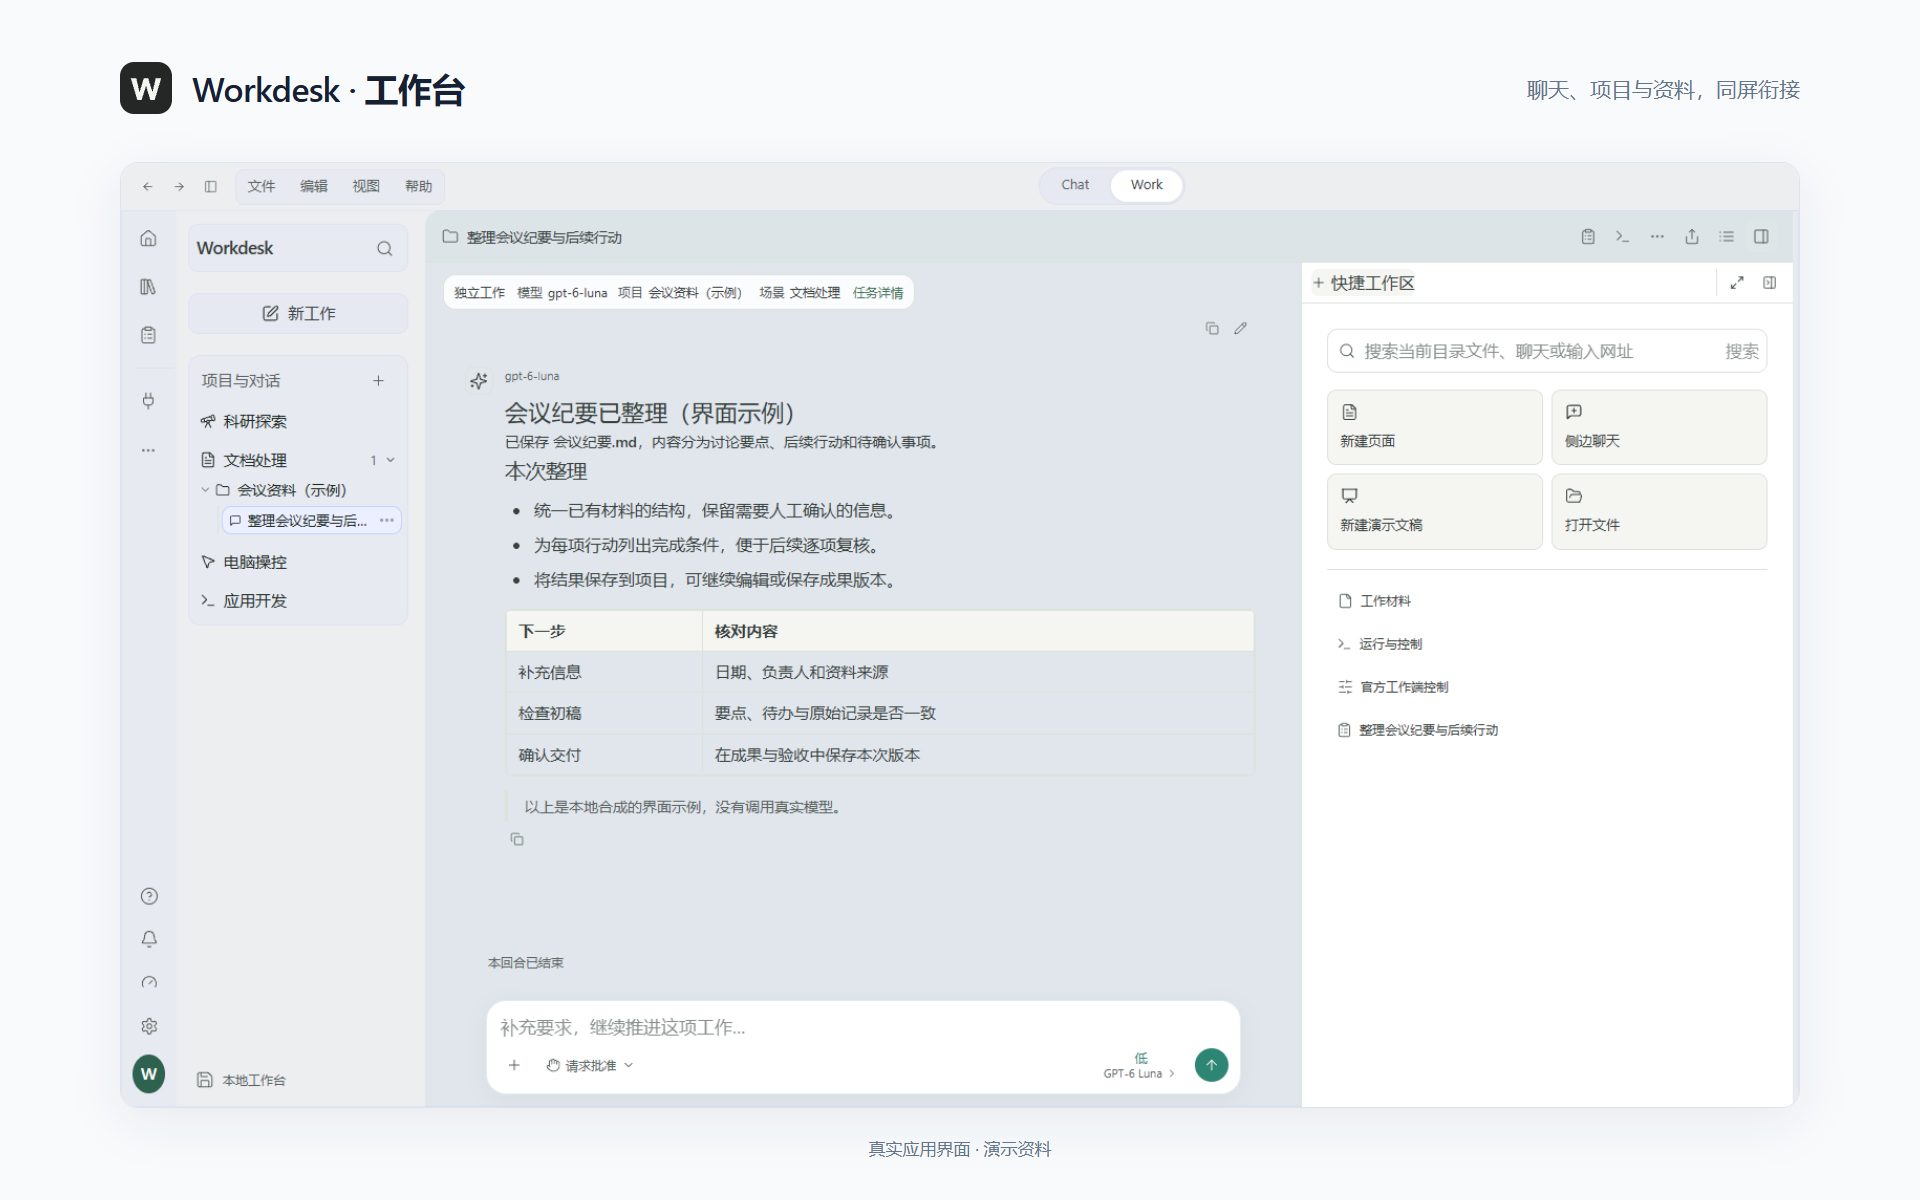 W Workdesk · 工作台
聊天、项目与资料，同屏衔接
文件 编辑 视图 帮助
Chat Work
Workdesk
新工作
项目与对话
科研探索
文档处理 1
会议资料（示例）
整理会议纪要与后...
电脑操控
应用开发
W
本地工作台
整理会议纪要与后续行动
独立工作 模型 gpt-6-luna 项目 会议资料（示例） 场景 文档处理 任务详情
gpt-6-luna
会议纪要已整理（界面示例）
已保存 会议纪要.md，内容分为讨论要点、后续行动和待确认事项。
本次整理
统一已有材料的结构，保留需要人工确认的信息。
为每项行动列出完成条件，便于后续逐项复核。
将结果保存到项目，可继续编辑或保存成果版本。
下一步 核对内容
补充信息 日期、负责人和资料来源
检查初稿 要点、待办与原始记录是否一致
确认交付 在成果与验收中保存本次版本
以上是本地合成的界面示例，没有调用真实模型。
本回合已结束
补充要求，继续推进这项工作...
请求批准
低
GPT-6 Luna
快捷工作区
搜索当前目录文件、聊天或输入网址 搜索
新建页面
侧边聊天
新建演示文稿
打开文件
工作材料
运行与控制
官方工作端控制
整理会议纪要与后续行动
真实应用界面 · 演示资料